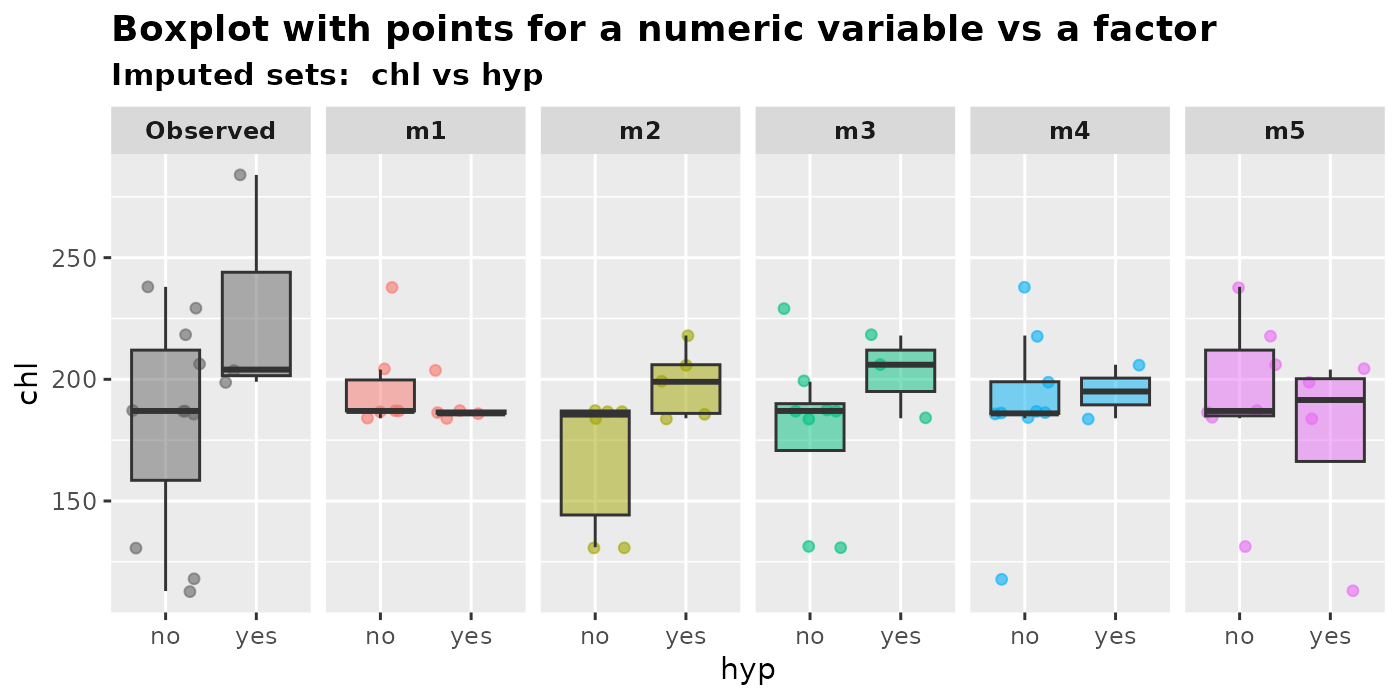 Boxplot with points for a numeric variable vs a factor
Imputed sets:  chl vs hyp
Observed m1 m2 m3 m4 m5
250
200
150
chl
no yes no yes no yes no yes no yes no yes
hyp